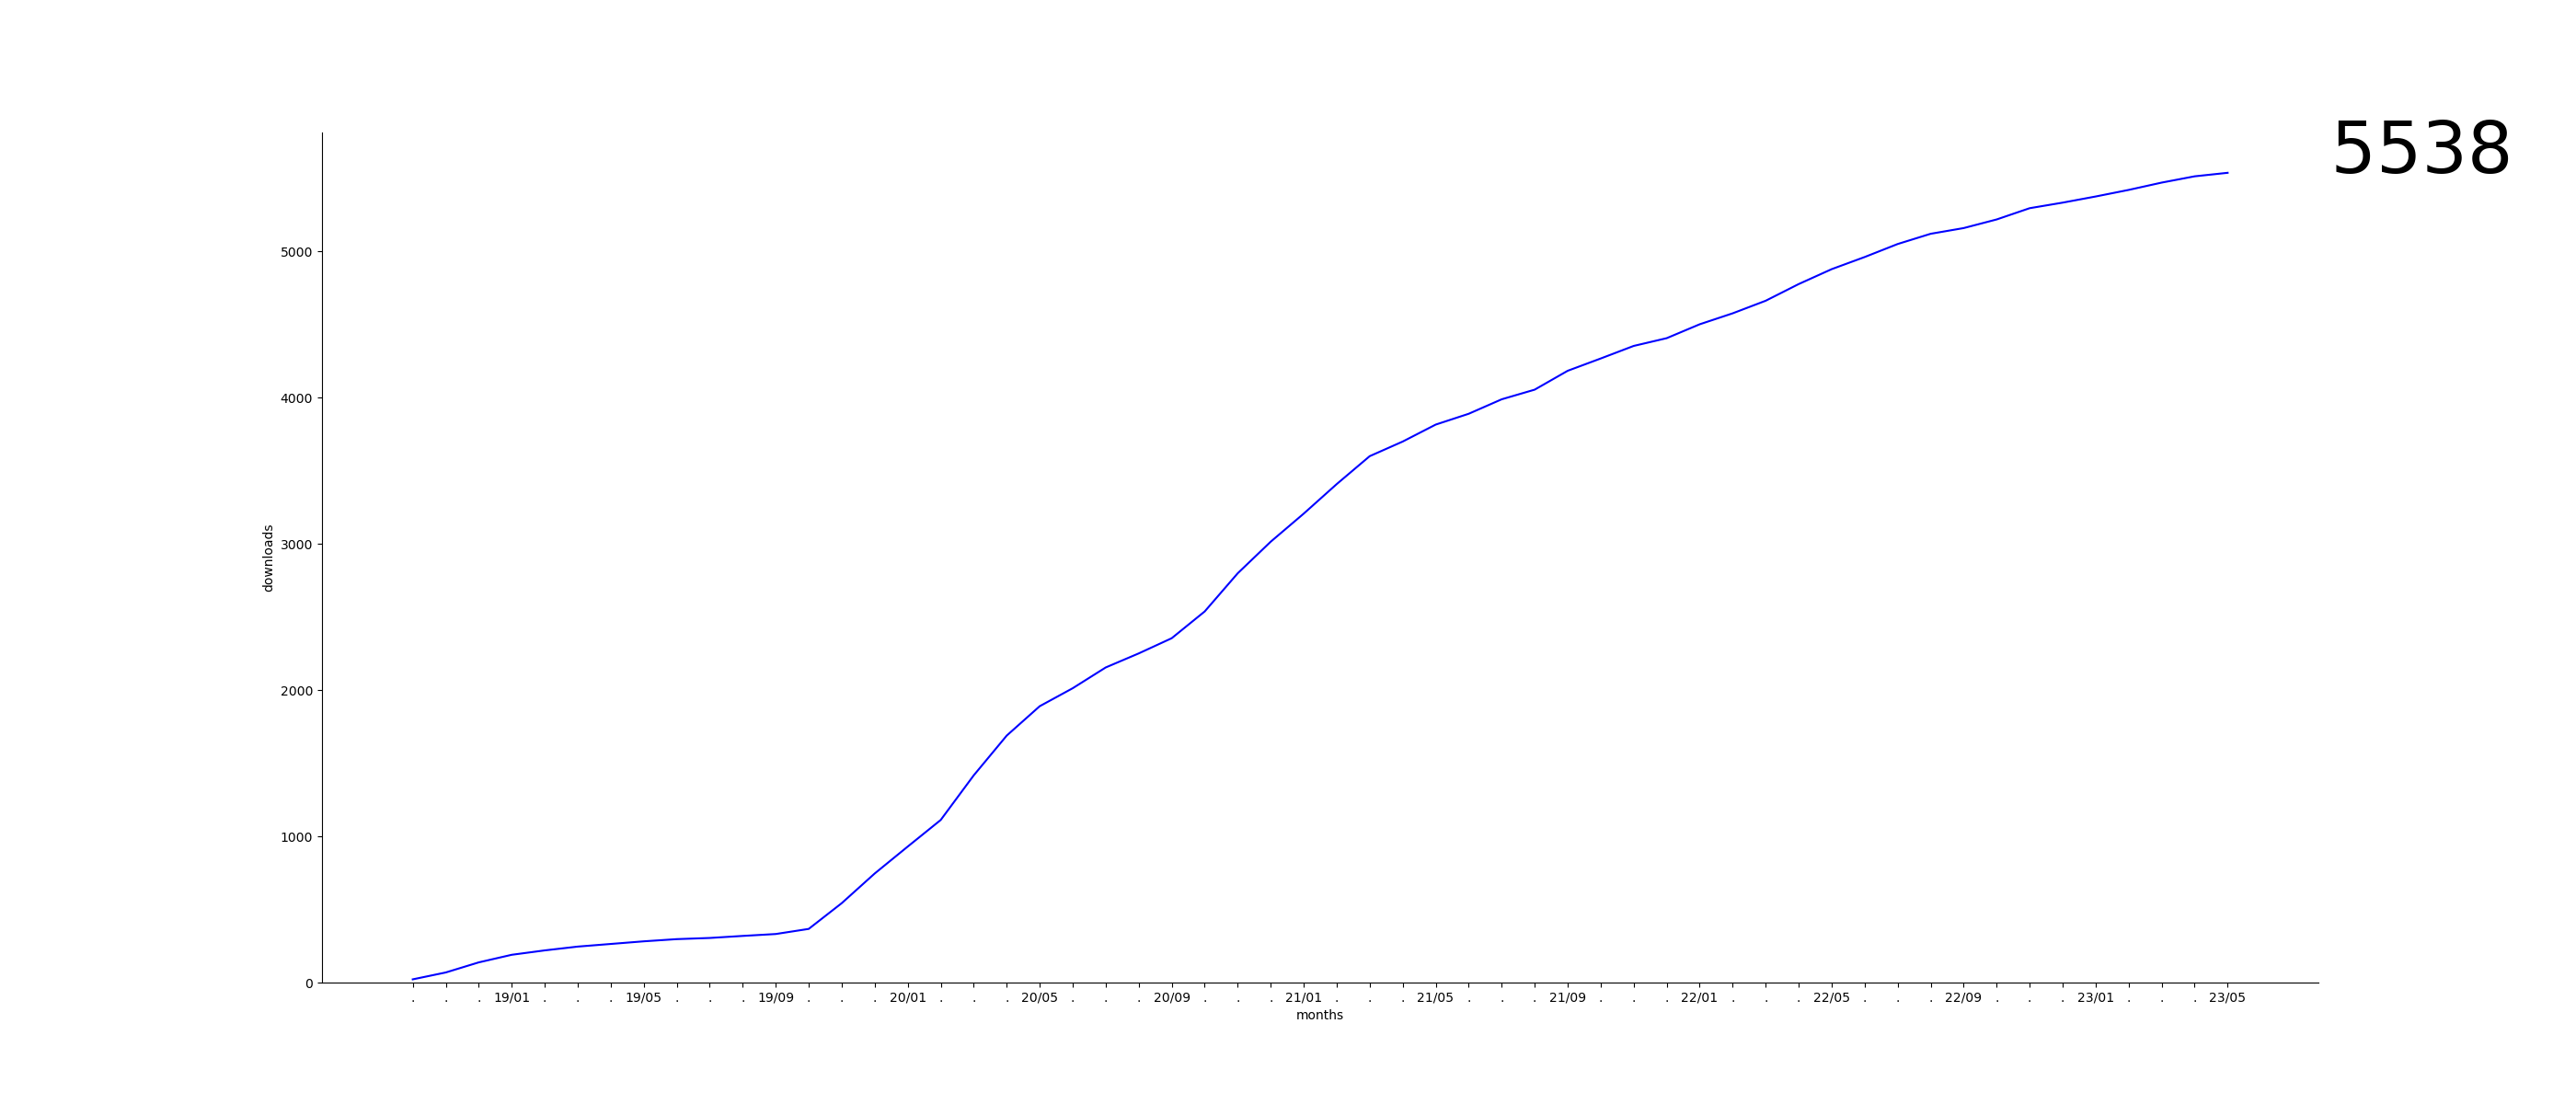 5538
5000
4000
3000
2000
1000
0
downloads
. . . 19/01 . . . 19/05 . . . 19/09 . . . 20/01 . . . 20/05 . . . 20/09 . . . 21/01 . . . 21/05 . . . 21/09 . . . 22/01 . . . 22/05 . . . 22/09 . . . 23/01 . . . 23/05
months